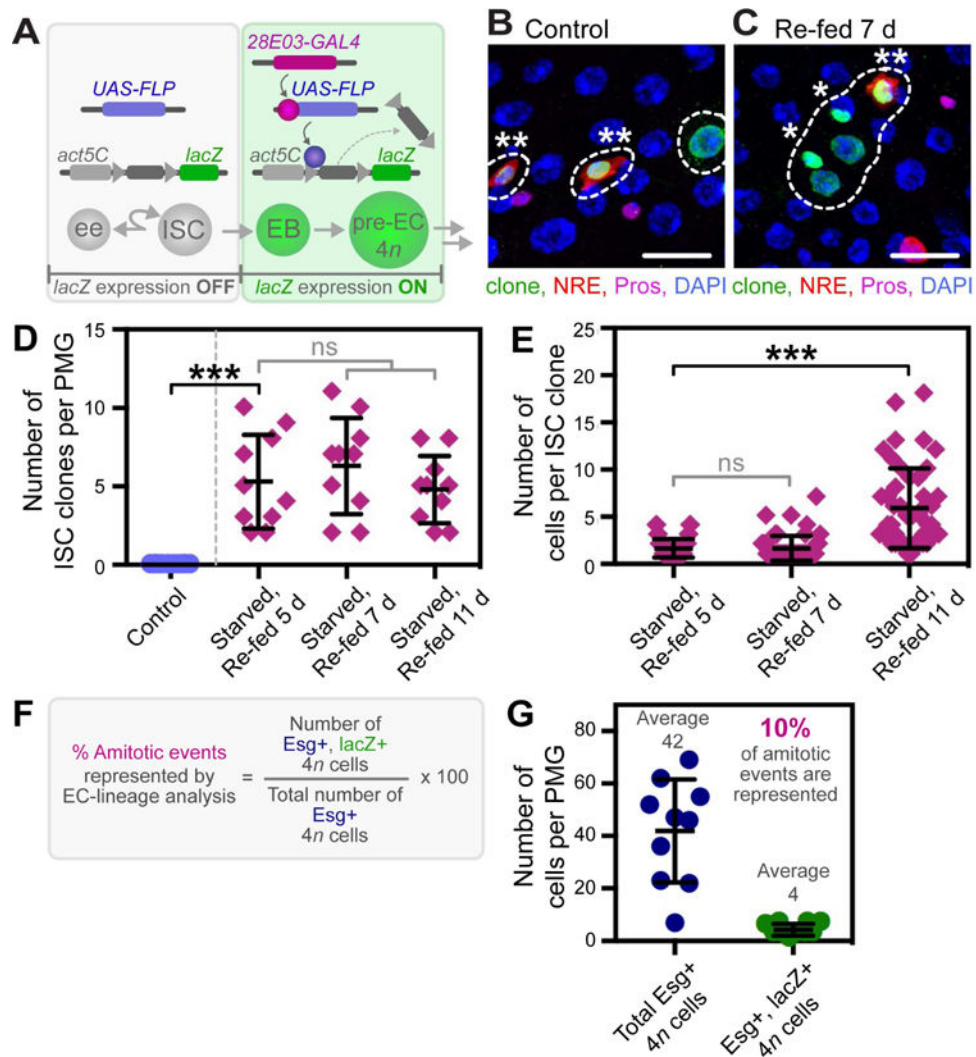 A
28E03-GAL4
UAS-FLP
UAS-FLP
act5C
lacZ
act5C
lacZ
ee
ISC
EB
pre-EC
4n
lacZ expression OFF
lacZ expression ON
B Control
**
**
clone, NRE, Pros, DAPI
C Re-fed 7 d
**
*
*
clone, NRE, Pros, DAPI
D
Number of
ISC clones per PMG
15
10
5
0
***
ns
Control
Starved,
Re-fed 5 d
Starved,
Re-fed 7 d
Starved,
Re-fed 11 d
E
Number of
cells per ISC clone
25
20
15
10
5
0
***
ns
Starved,
Re-fed 5 d
Starved,
Re-fed 7 d
Starved,
Re-fed 11 d
F
% Amitotic events
represented by
EC-lineage analysis
=
Number of
Esg+, lacZ+
4n cells
Total number of
Esg+
4n cells
x 100
G
Number of
cells per PMG
80
60
40
20
0
Average
42
10%
of amitotic
events are
represented
Average
4
Total Esg+
4n cells
Esg+, lacZ+
4n cells